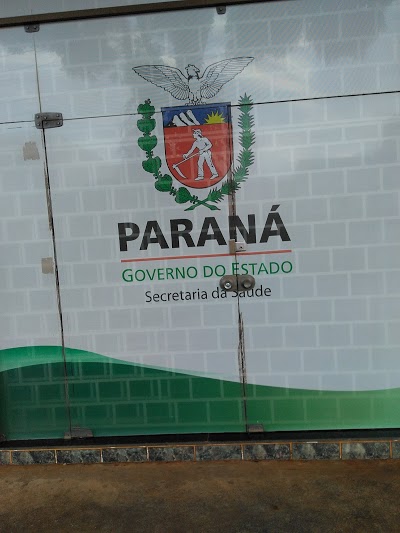 PARANÁ
GOVERNO DO ESTADO
Secretaria da Saúde